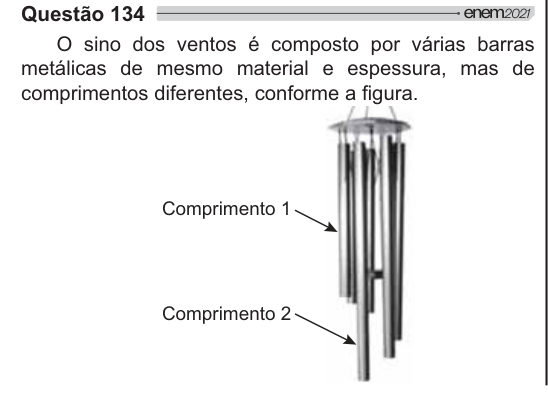 Questão 134 enem2021
O sino dos ventos é composto por várias barras
metálicas de mesmo material e espessura, mas de
comprimentos diferentes, conforme a figura.
Comprimento 1
Comprimento 2